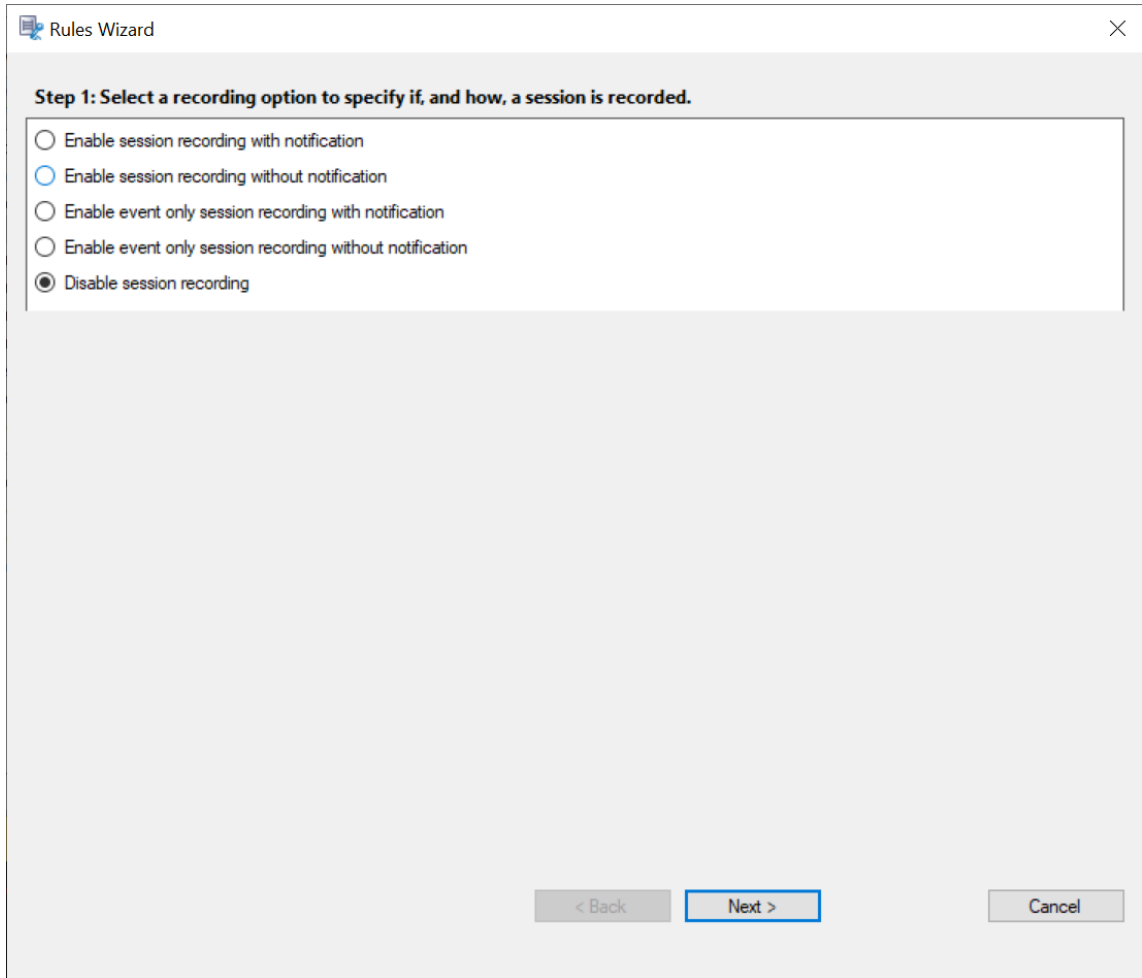 Rules Wizard
Step 1: Select a recording option to specify if, and how, a session is recorded.
Enable session recording with notification
Enable session recording without notification
Enable event only session recording with notification
Enable event only session recording without notification
Disable session recording
< Back
Next >
Cancel